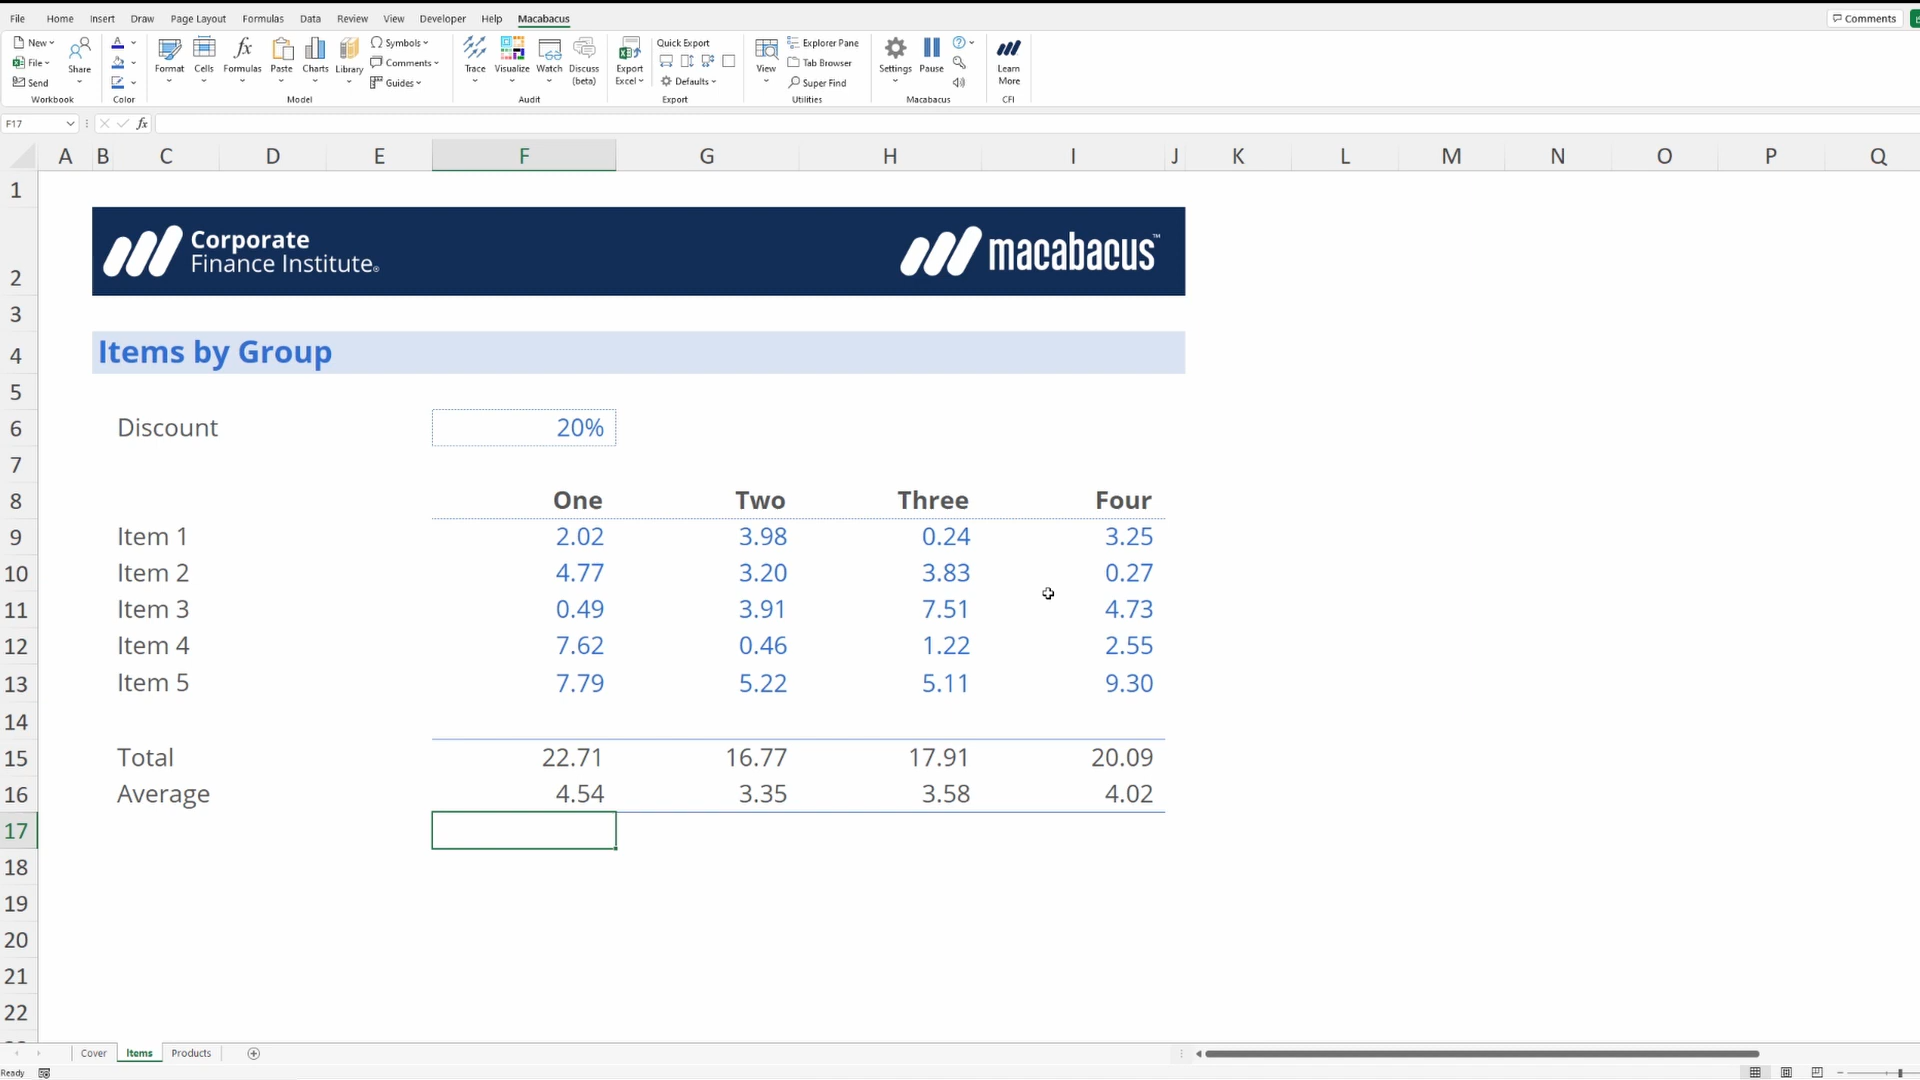 File Home Insert Draw Page Layout Formulas Data Review View Developer Help Macabacus Comments
New Share Format Cells fx Formulas Paste Charts Library Symbols Trace Visualize Watch Discuss (beta) Export Excel Quick Export View Explorer Pane Settings Pause Learn More
File Comments Tab Browser
Send Guides Defaults Super Find
Workbook Color Model Audit Export Utilities Macabacus CFI
F17 fx
A B C D E F G H I J K L M N O P Q
1
2 Corporate Finance Institute® macabacus™
3
4 Items by Group
5
6 Discount 20%
7
8 One Two Three Four
9 Item 1 2.02 3.98 0.24 3.25
10 Item 2 4.77 3.20 3.83 0.27
11 Item 3 0.49 3.91 7.51 4.73
12 Item 4 7.62 0.46 1.22 2.55
13 Item 5 7.79 5.22 5.11 9.30
14
15 Total 22.71 16.77 17.91 20.09
16 Average 4.54 3.35 3.58 4.02
17
18
19
20
21
22
Cover Items Products
Ready